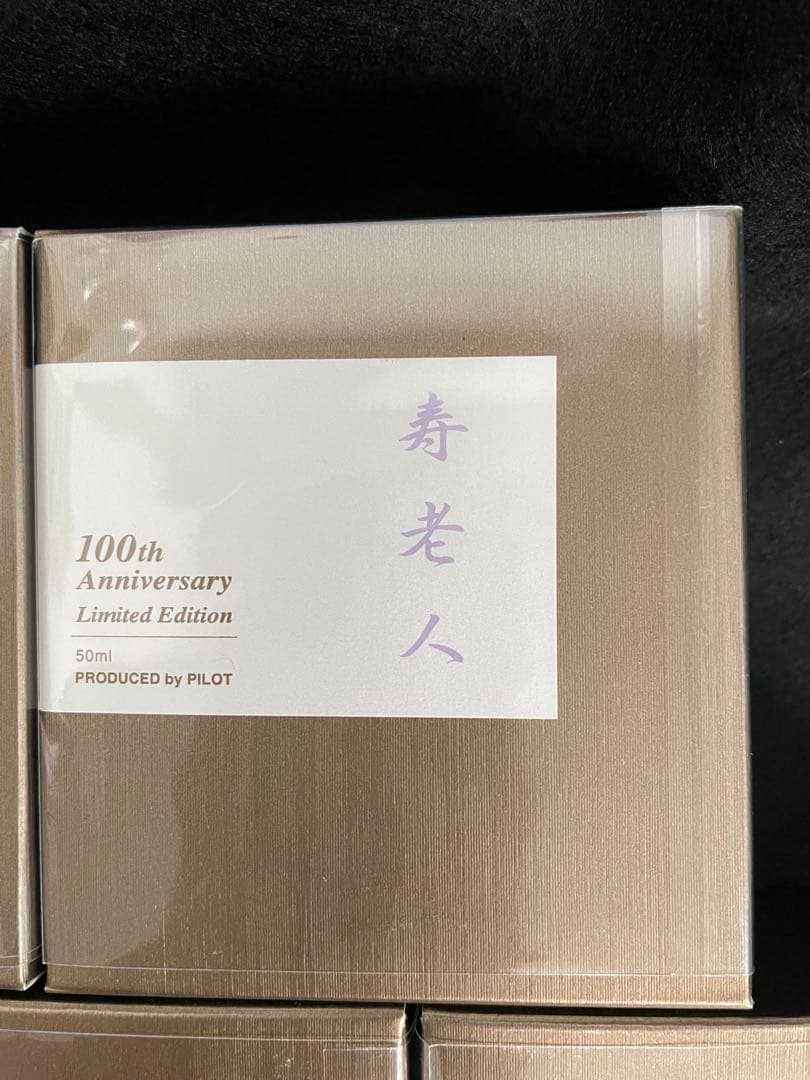 寿老人
100th
Anniversary
Limited Edition
50ml
PRODUCED by PILOT